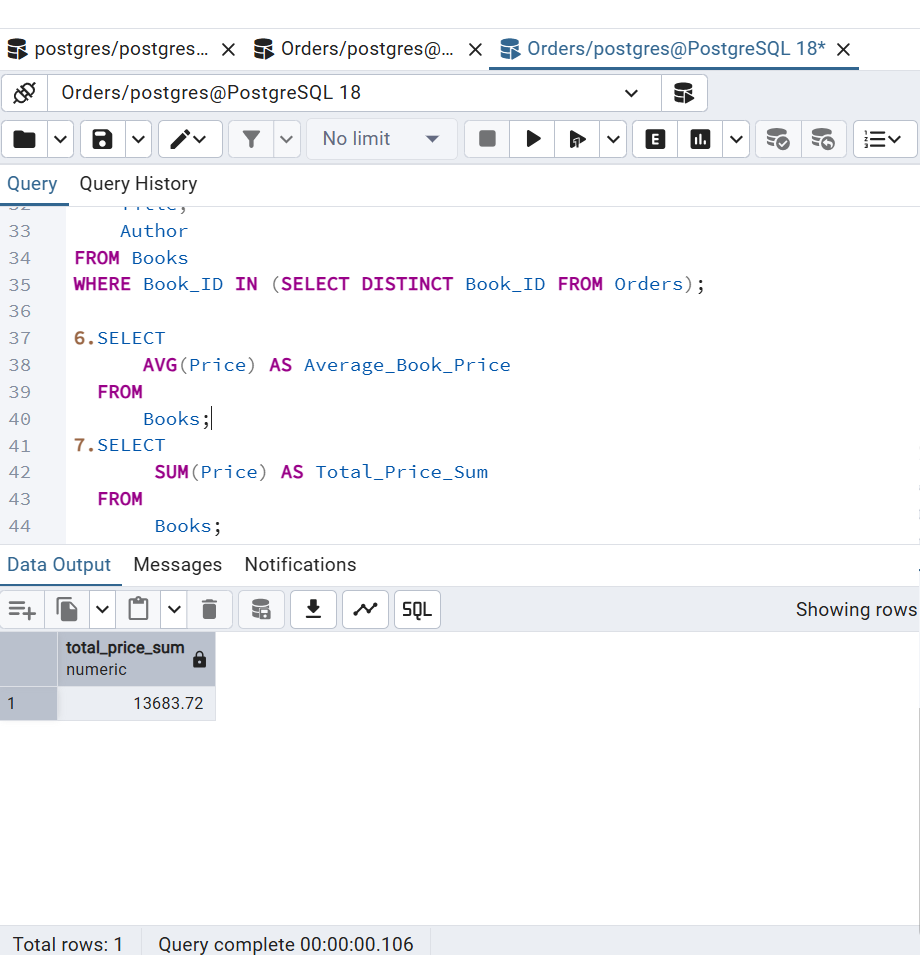 postgres/postgres...
Orders/postgres@...
Orders/postgres@PostgreSQL 18*
Orders/postgres@PostgreSQL 18
No limit
Query
Query History
33 Author
34 FROM Books
35 WHERE Book_ID IN (SELECT DISTINCT Book_ID FROM Orders);
36
37 6.SELECT
38 AVG(Price) AS Average_Book_Price
39 FROM
40 Books;
41 7.SELECT
42 SUM(Price) AS Total_Price_Sum
43 FROM
44 Books;
Data Output
Messages
Notifications
SQL
Showing rows
total_price_sum
numeric
1 13683.72
Total rows: 1
Query complete 00:00:00.106